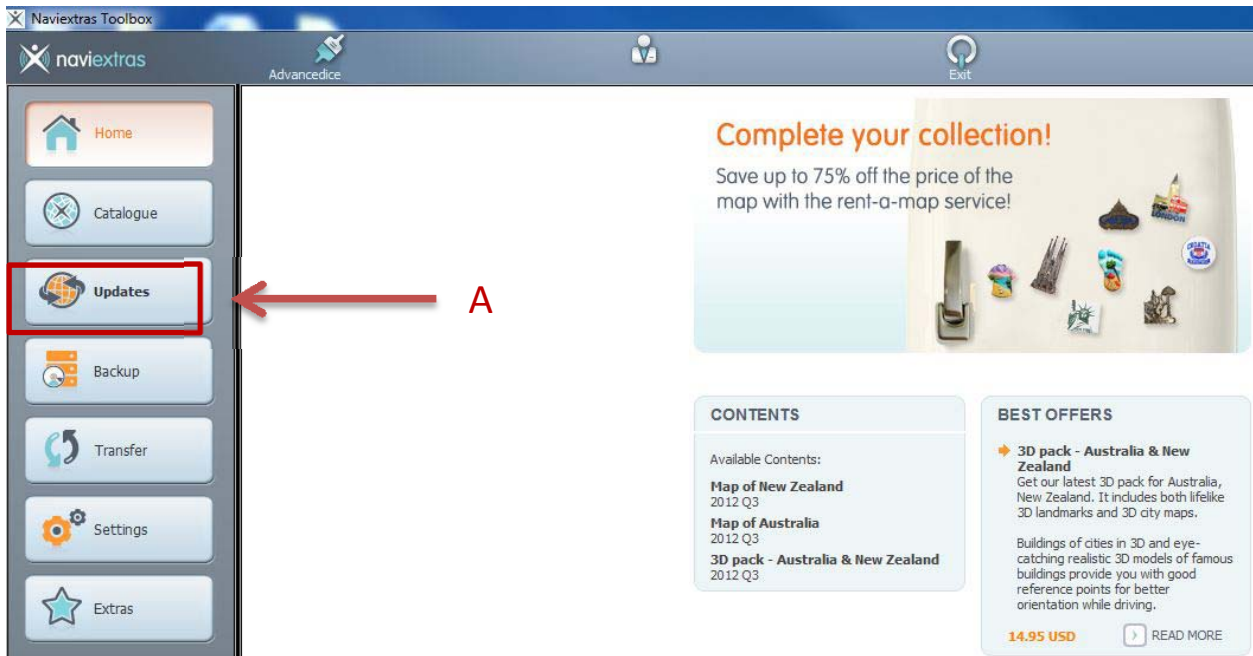 Naviextras Toolbox
naviextras
Advancedice
Exit
Home
Catalogue
Updates
A
Backup
Transfer
Settings
Extras
Complete your collection!
Save up to 75% off the price of the
map with the rent-a-map service!
LONDON
CROATIA
CONTENTS
Available Contents:
Map of New Zealand
2012 Q3
Map of Australia
2012 Q3
3D pack - Australia & New Zealand
2012 Q3
BEST OFFERS
3D pack - Australia & New
Zealand
Get our latest 3D pack for Australia,
New Zealand. It includes both lifelike
3D landmarks and 3D city maps.
Buildings of cities in 3D and eye-
catching realistic 3D models of famous
buildings provide you with good
reference points for better
orientation while driving.
14.95 USD
READ MORE